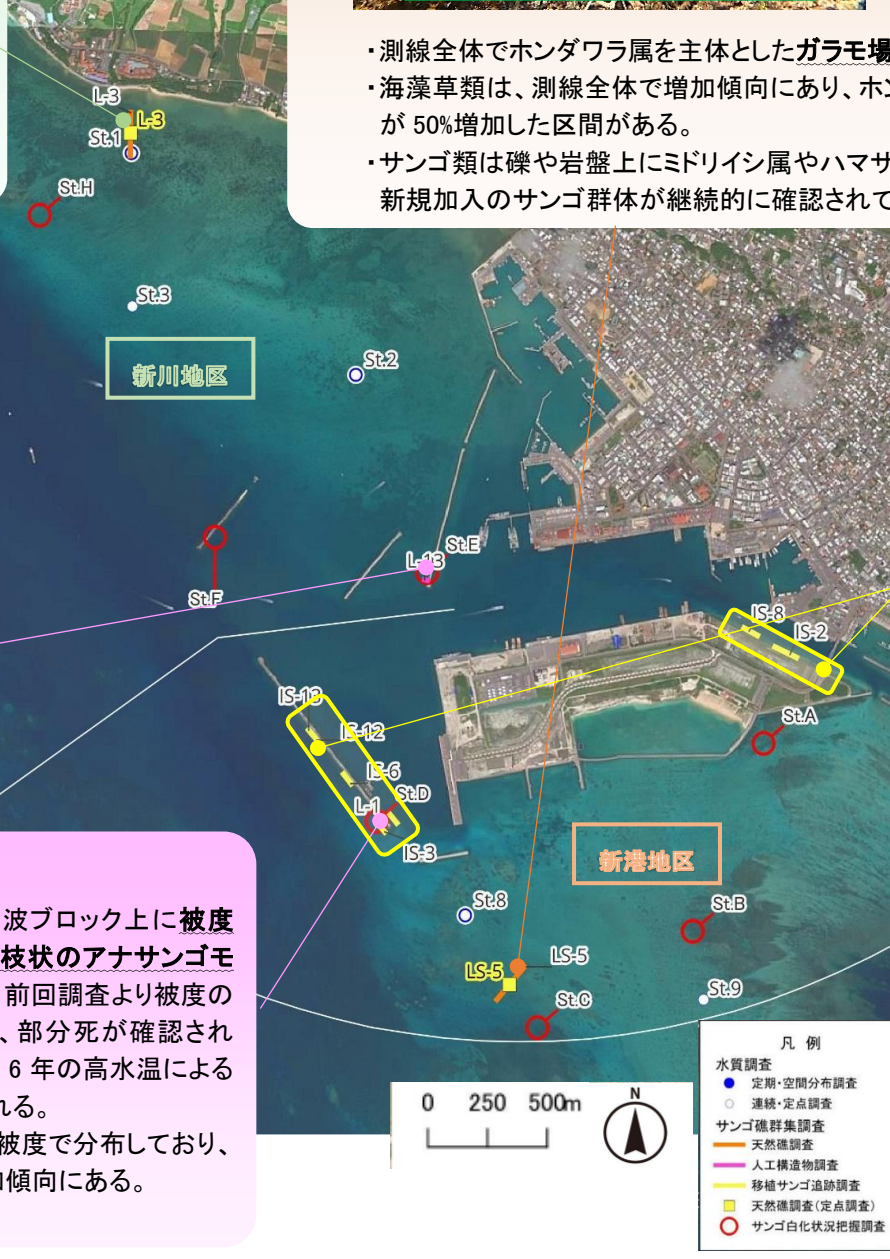 ・測線全体でホンダワラ属を主体としたガラモ場
・海藻草類は、測線全体で増加傾向にあり、ホン
が 50%増加した区間がある。
・サンゴ類は礫や岩盤上にミドリイシ属やハマサ
新規加入のサンゴ群体が継続的に確認されて
L-3
L-3
St.1
St.H
St.3
新川地区
St.2
St.E
L-13
St.F
IS-8
IS-2
St.A
IS-13
IS-12
IS-6
St.D
L-1
IS-3
新港地区
St.8
St.B
LS-5
LS-5
St.C
St.9
波ブロック上に被度
枝状のアナサンゴモ
前回調査より被度の
、部分死が確認され
6 年の高水温による
れる。
被度で分布しており、
加傾向にある。
0 250 500m
N
凡 例
水質調査
定期・空間分布調査
連続・定点調査
サンゴ礁群集調査
天然礁調査
人工構造物調査
移植サンゴ追跡調査
天然礁調査(定点調査)
サンゴ白化状況把握調査